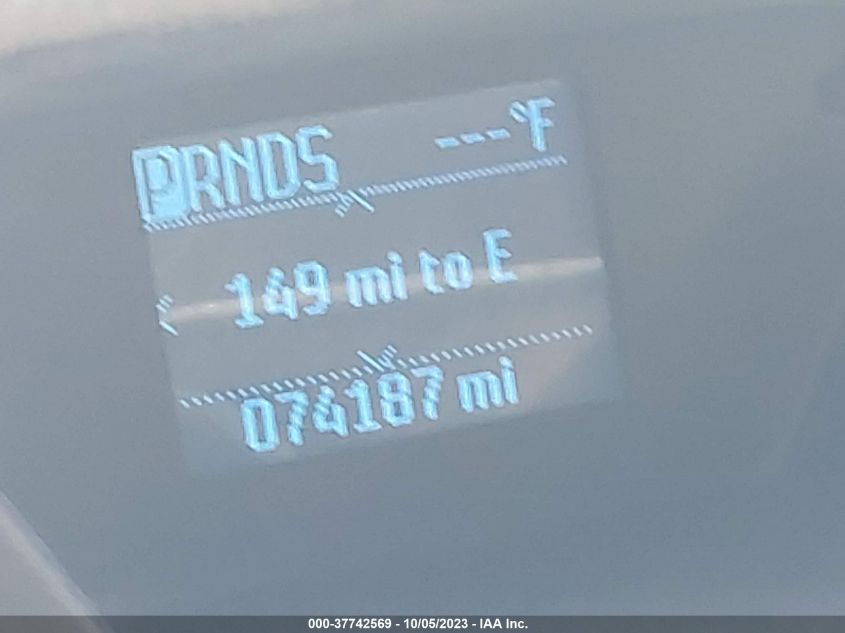 PRNDS ---°F
149 mi to E
074187 mi
000-37742569 - 10/05/2023 - IAA Inc.